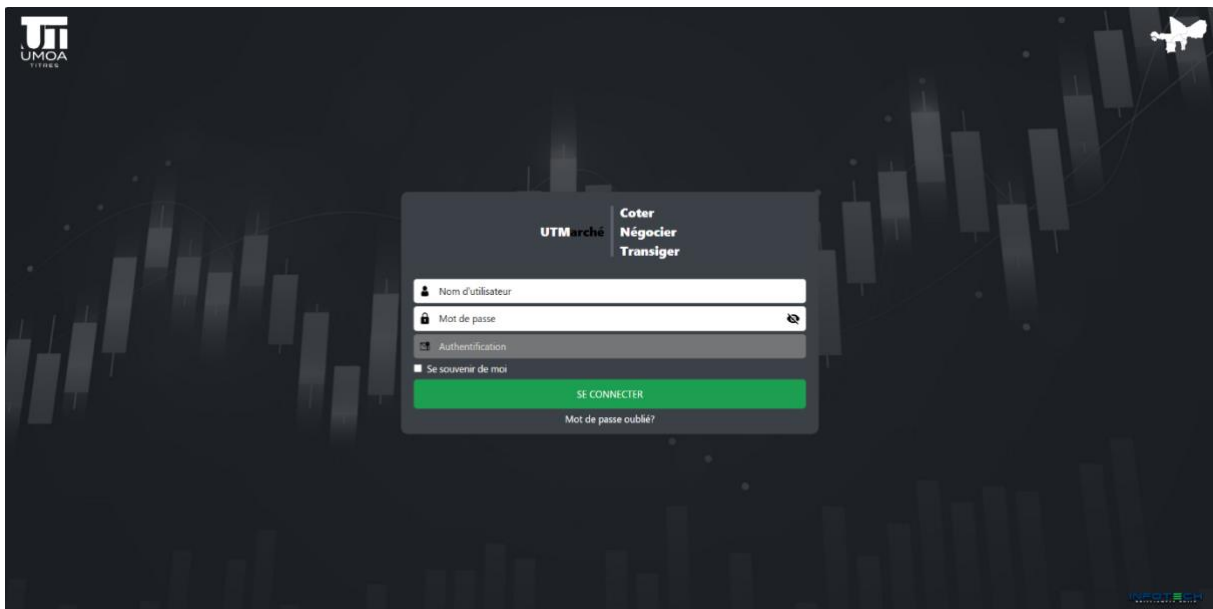 UMOA
TITRES
UTMarché
Coter
Négocier
Transiger
Nom d'utilisateur
Mot de passe
Authentification
Se souvenir de moi
SE CONNECTER
Mot de passe oublié?
INFOTECH